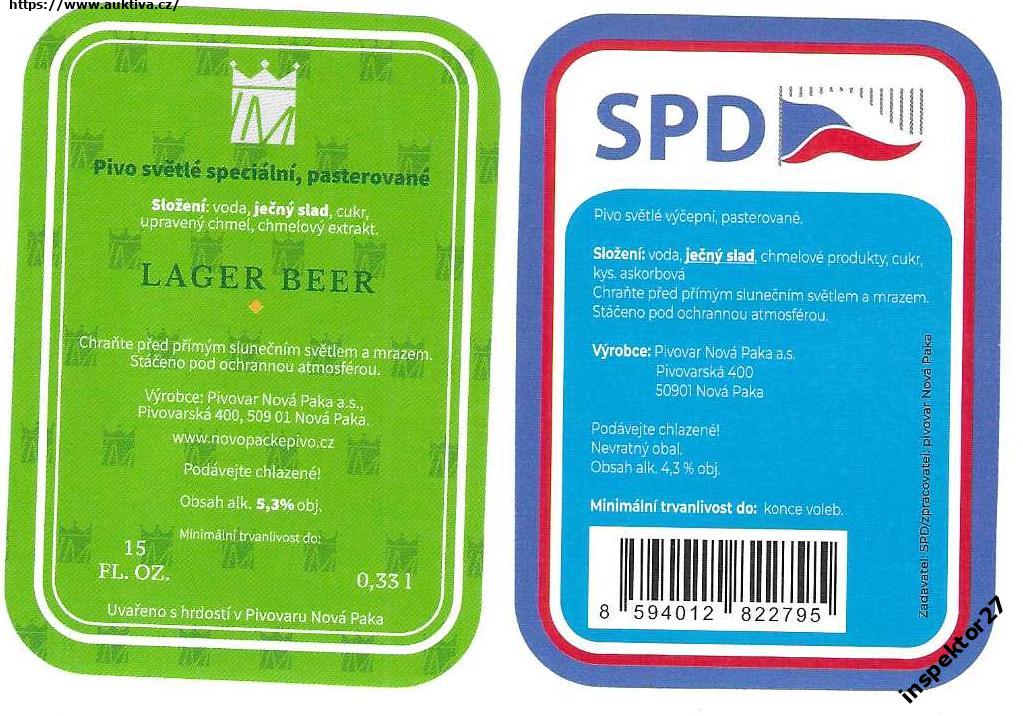 https://www.auktiva.cz/
Pivo světlé speciální, pasterované
Složení: voda, ječný slad, cukr,
upravený chmel, chmelový extrakt.
LAGER BEER
Chraňte před přímým slunečním světlem a mrazem.
Stáčeno pod ochrannou atmosférou.
Výrobce: Pivovar Nová Paka a.s.,
Pivovarská 400, 509 01 Nová Paka.
www.novopackepivo.cz
Podávejte chlazené!
Obsah alk. 5,3% obj.
Minimální trvanlivost do:
15
FL. OZ.
0,33 l
Uvařeno s hrdostí v Pivovaru Nová Paka
SPD
Pivo světlé výčepní, pasterované.
Složení: voda, ječný slad, chmelové produkty, cukr,
kys. askorbová
Chraňte před přímým slunečním světlem a mrazem.
Stáčeno pod ochrannou atmosférou.
Výrobce: Pivovar Nová Paka a.s.
Pivovarská 400
50901 Nová Paka
Podávejte chlazené!
Nevratný obal.
Obsah alk. 4,3 % obj.
Minimální trvanlivost do: konce voleb.
8 594012 822795
Zadavatel: SPD/zpracovatel: pivovar Nová Paka
inspektor27